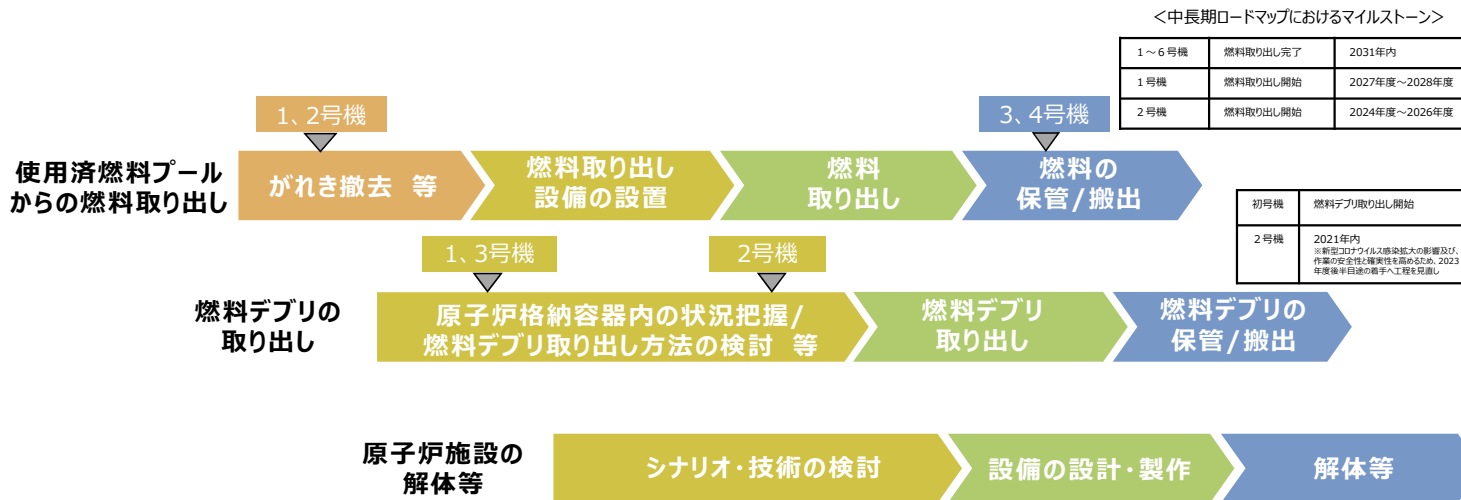 <中長期ロードマップにおけるマイルストーン>
1～6号機 燃料取り出し完了 2031年内
1号機 燃料取り出し開始 2027年度～2028年度
2号機 燃料取り出し開始 2024年度～2026年度
1、2号機
3、4号機
使用済燃料プール
からの燃料取り出し
がれき撤去 等
燃料取り出し
設備の設置
燃料
取り出し
燃料の
保管/搬出
初号機 燃料デブリ取り出し開始
2号機 2021年内
※新型コロナウイルス感染拡大の影響及び、
作業の安全性と確実性を高めるため、2023
年度後半目途の着手へ工程を見直し
1、3号機
2号機
燃料デブリの
取り出し
原子炉格納容器内の状況把握/
燃料デブリ取り出し方法の検討 等
燃料デブリ
取り出し
燃料デブリの
保管/搬出
原子炉施設の
解体等
シナリオ・技術の検討
設備の設計・製作
解体等